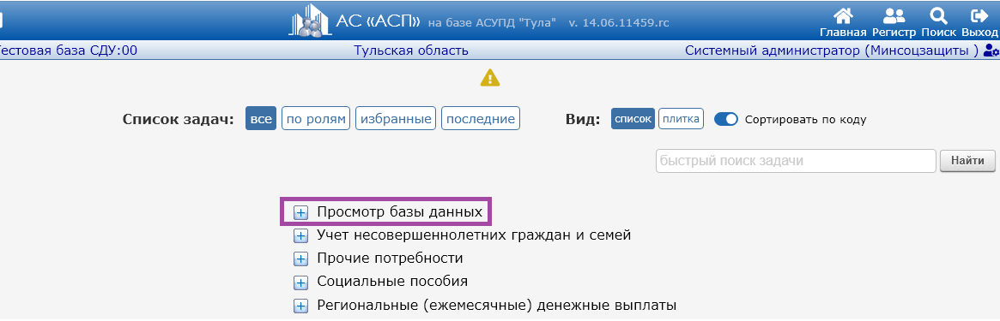 АС «АСП» на базе АСУПД "Тула" v. 14.06.11459.rc
Главная Регистр Поиск Выход
Тестовая база СДУ:00 Тульская область Системный администратор (Минсоцзащиты )
Список задач: все по ролям избранные последние Вид: список плитка Сортировать по коду
быстрый поиск задачи Найти
Просмотр базы данных
Учет несовершеннолетних граждан и семей
Прочие потребности
Социальные пособия
Региональные (ежемесячные) денежные выплаты